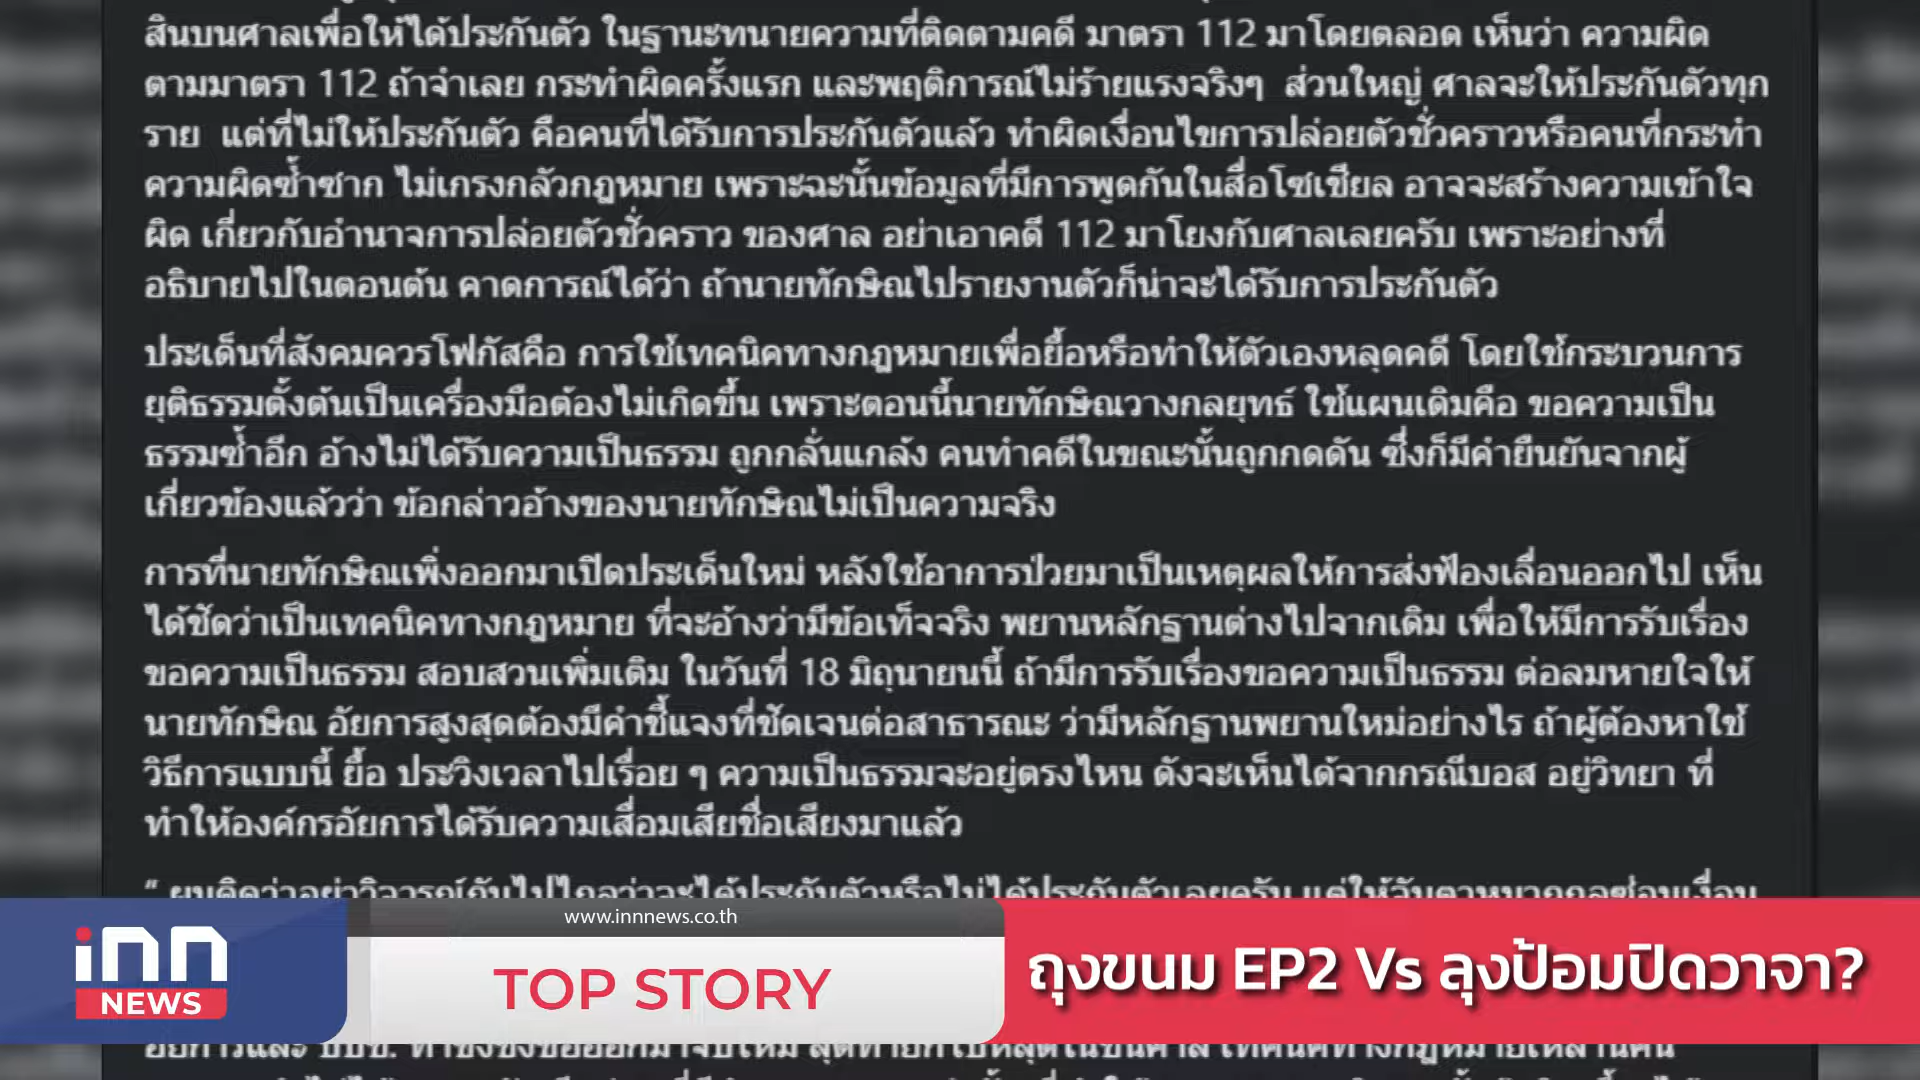 สินบนศาลเพื่อให้ได้ประกันตัว ในฐานะทนายความที่ติดตามคดี มาตรา 112 มาโดยตลอด เห็นว่า ความผิด
ตามมาตรา 112 ถ้าจำเลย กระทำผิดครั้งแรก และพฤติการณ์ไม่ร้ายแรงจริงๆ ส่วนใหญ่ ศาลจะให้ประกันตัวทุก
ราย แต่ที่ไม่ให้ประกันตัว คือคนที่ได้รับการประกันตัวแล้ว ทำผิดเงื่อนไขการปล่อยตัวชั่วคราวหรือคนที่กระทำ
ความผิดซ้ำซาก ไม่เกรงกลัวกฎหมาย เพราะฉะนั้นข้อมูลที่มีการพูดกันในสื่อโซเชียล อาจจะสร้างความเข้าใจ
ผิด เกี่ยวกับอำนาจการปล่อยตัวชั่วคราว ของศาล อย่าเอาคดี 112 มาโยงกับศาลเลยครับ เพราะอย่างที่
อธิบายไปในตอนต้น คาดการณ์ได้ว่า ถ้านายทักษิณไปรายงานตัวก็น่าจะได้รับการประกันตัว
ประเด็นที่สังคมควรโฟกัสคือ การใช้เทคนิคทางกฎหมายเพื่อยื้อหรือทำให้ตัวเองหลุดคดี โดยใช้กระบวนการ
ยุติธรรมตั้งต้นเป็นเครื่องมือต้องไม่เกิดขึ้น เพราะตอนนี้นายทักษิณวางกลยุทธ์ ใช้แผนเดิมคือ ขอความเป็น
ธรรมซ้ำอีก อ้างไม่ได้รับความเป็นธรรม ถูกกลั่นแกล้ง คนทำคดีในขณะนั้นถูกกดดัน ซึ่งก็มีคำยืนยันจากผู้
เกี่ยวข้องแล้วว่า ข้อกล่าวอ้างของนายทักษิณไม่เป็นความจริง
การที่นายทักษิณเพิ่งออกมาเปิดประเด็นใหม่ หลังใช้อาการป่วยมาเป็นเหตุผลให้การส่งฟ้องเลื่อนออกไป เห็น
ได้ชัดว่าเป็นเทคนิคทางกฎหมาย ที่จะอ้างว่ามีข้อเท็จจริง พยานหลักฐานต่างไปจากเดิม เพื่อให้มีการรับเรื่อง
ขอความเป็นธรรม สอบสวนเพิ่มเติม ในวันที่ 18 มิถุนายนนี้ ถ้ามีการรับเรื่องขอความเป็นธรรม ต่อลมหายใจให้
นายทักษิณ อัยการสูงสุดต้องมีคำชี้แจงที่ชัดเจนต่อสาธารณะ ว่ามีหลักฐานพยานใหม่อย่างไร ถ้าผู้ต้องหาใช้
วิธีการแบบนี้ ยื้อ ประวิงเวลาไปเรื่อย ๆ ความเป็นธรรมจะอยู่ตรงไหน ดังจะเห็นได้จากกรณีบอส อยู่วิทยา ที่
ทำให้องค์กรอัยการได้รับความเสื่อมเสียชื่อเสียงมาแล้ว
" ผมคิดว่าอย่าวิจารณ์กันไปไกลว่าจะได้ประกันตัวหรือไม่ได้ประกันตัวเลยครับ
www.innnews.co.th
inn
NEWS
TOP STORY
ถุงขนม EP2 Vs ลุงป้อมปิดวาจา?